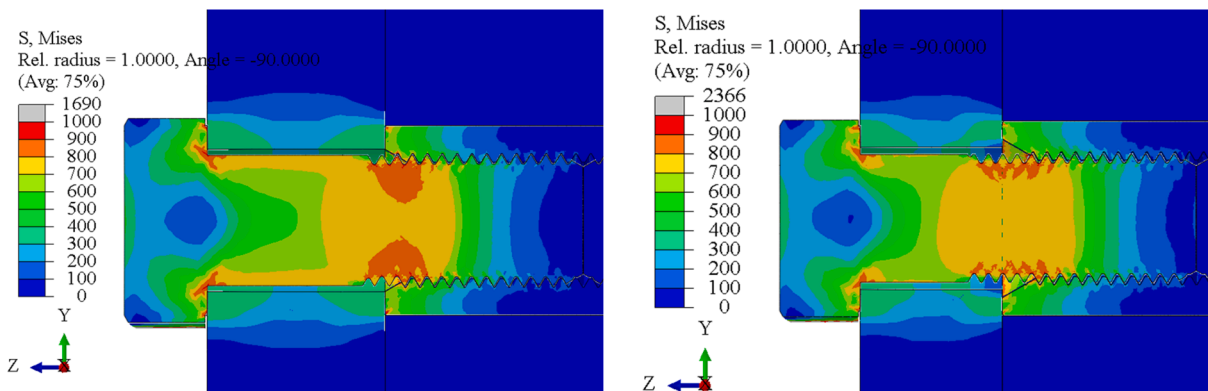 S, Mises
Rel. radius = 1.0000, Angle = -90.0000
(Avg: 75%)
1690
1000
900
800
700
600
500
400
300
200
100
0
Y
Z
X
S, Mises
Rel. radius = 1.0000, Angle = -90.0000
(Avg: 75%)
2366
1000
900
800
700
600
500
400
300
200
100
0
Y
Z
X